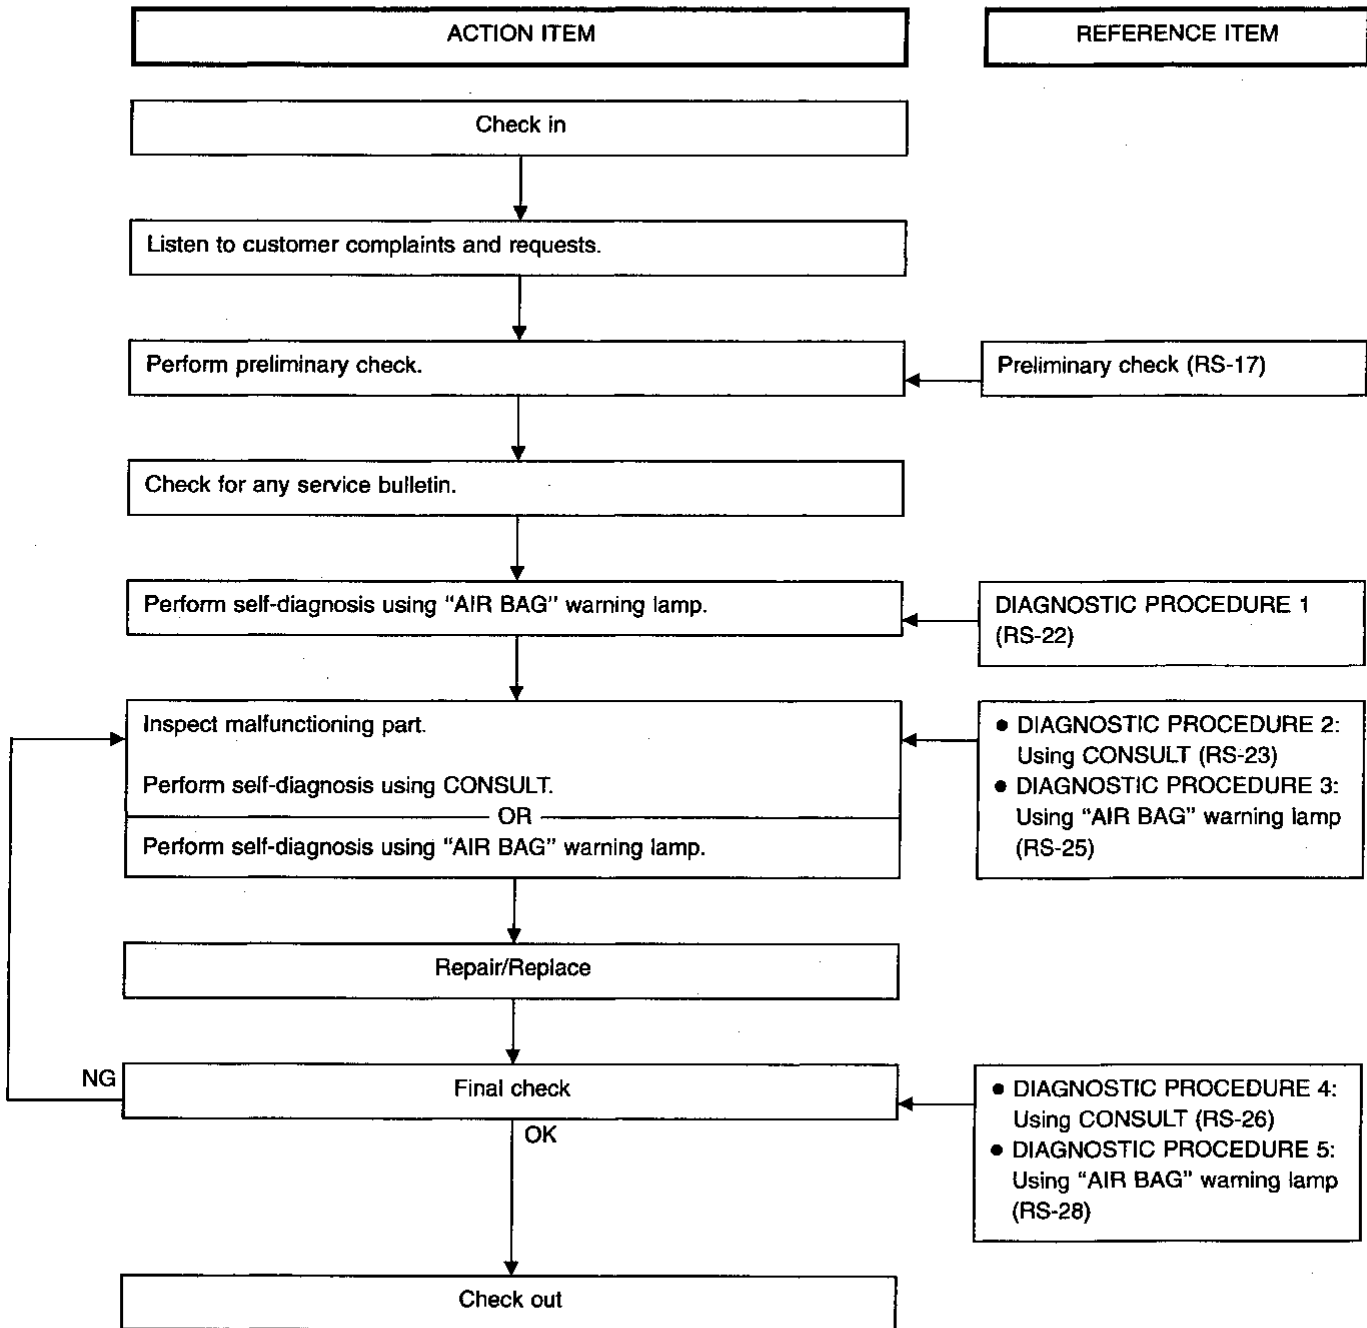 ACTION ITEM
REFERENCE ITEM
Check in
Listen to customer complaints and requests.
Perform preliminary check.
Preliminary check (RS-17)
Check for any service bulletin.
Perform self-diagnosis using “AIR BAG” warning lamp.
DIAGNOSTIC PROCEDURE 1
(RS-22)
Inspect malfunctioning part.
Perform self-diagnosis using CONSULT.
OR
Perform self-diagnosis using “AIR BAG” warning lamp.
● DIAGNOSTIC PROCEDURE 2:
Using CONSULT (RS-23)
● DIAGNOSTIC PROCEDURE 3:
Using “AIR BAG” warning lamp
(RS-25)
Repair/Replace
NG
Final check
OK
● DIAGNOSTIC PROCEDURE 4:
Using CONSULT (RS-26)
● DIAGNOSTIC PROCEDURE 5:
Using “AIR BAG” warning lamp
(RS-28)
Check out